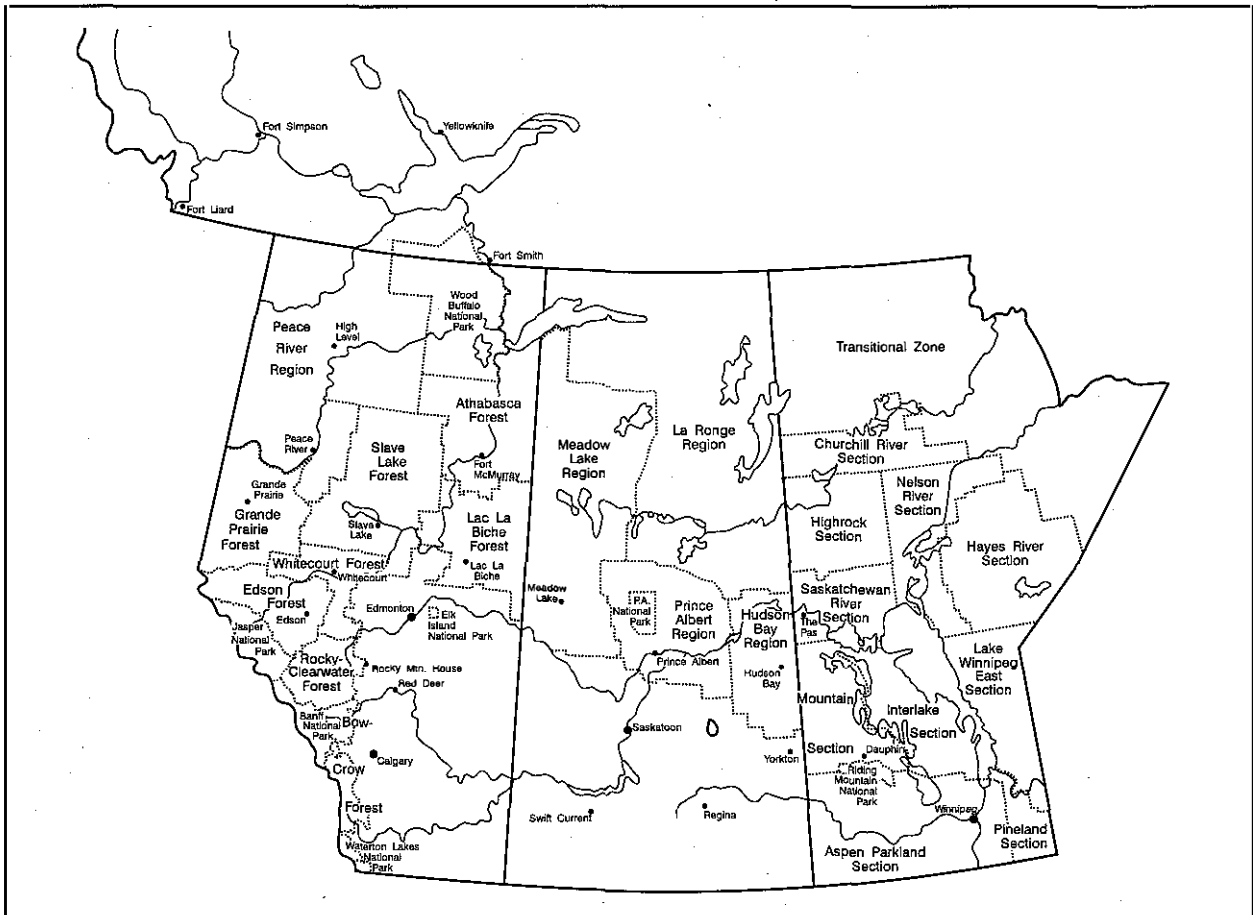 Fort Simpson
Yellowknife
Fort Liard
Fort Smith
Wood
Buffalo
National
Park
Peace
River
Region
High
Level
Transitional Zone
Athabasca
Forest
La Ronge
Region
Meadow
Lake
Region
Churchill River
Section
Peace
River
Slave
Lake
Forest
Fort
McMurray
Nelson
River
Section
Grande
Prairie
Grande
Prairie
Forest
Slave
Lake
Lac La
Biche
Forest
Highrock
Section
Hayes River
Section
Whitecourt Forest
Whitecourt
Lac La
Biche
Edson
Forest
Edson
Meadow
Lake
P.A.
National
Park
Prince
Albert
Region
Hudson
Bay
Region
Saskatchewan
River
Section
The
Pas
Edmonton
Elk
Island
National Park
Jasper
National
Park
Prince Albert
Hudson
Bay
Lake
Winnipeg
East
Section
Rocky-
Clearwater
Forest
Rocky Mtn. House
Red Deer
Mountain
Section
Interlake
Section
Banff
National
Park
Bow-
Crow
Forest
Calgary
Saskatoon
Yorkton
Dauphin
Riding
Mountain
National
Park
Swift Current
Regina
Winnipeg
Waterton Lakes
National
Park
Aspen Parkland
Section
Pineland
Section